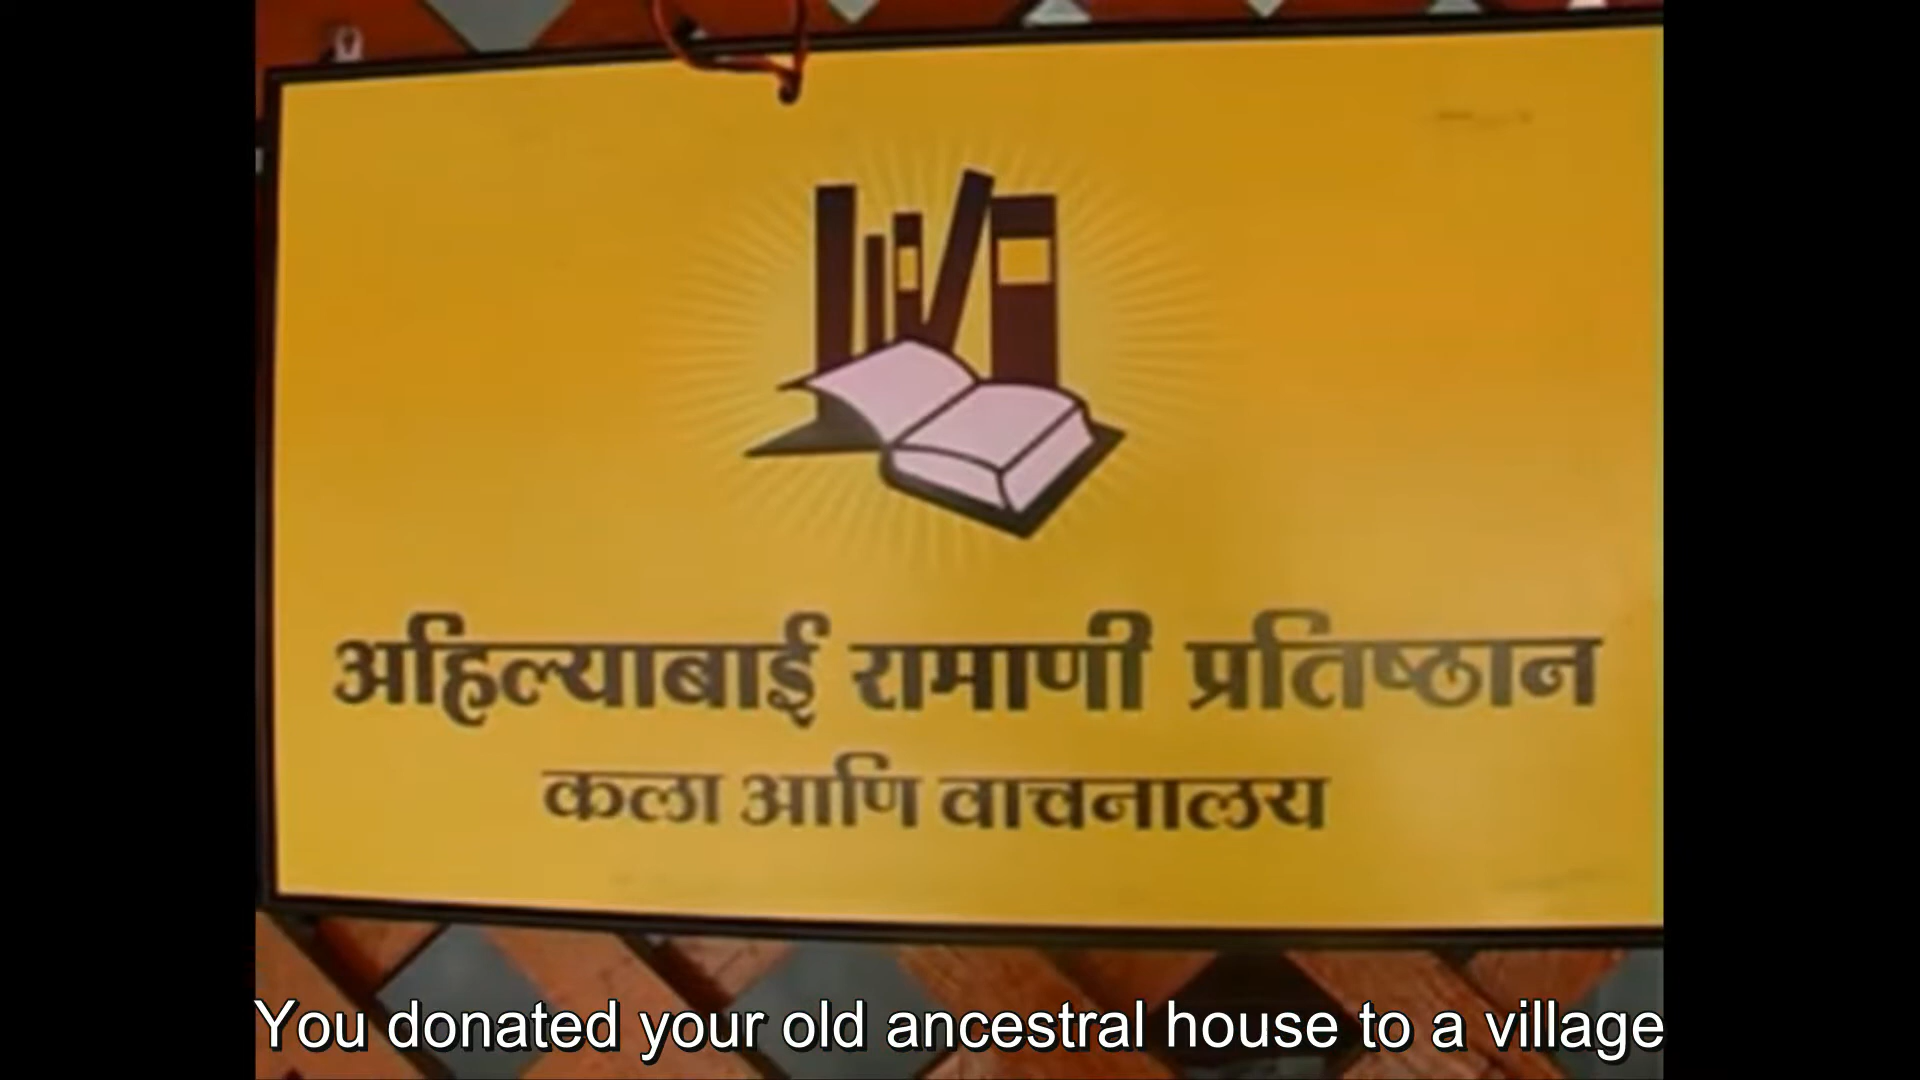 अहिल्याबाई रामाणी प्रतिष्ठान
कला आणि वाचनालय
You donated your old ancestral house to a village